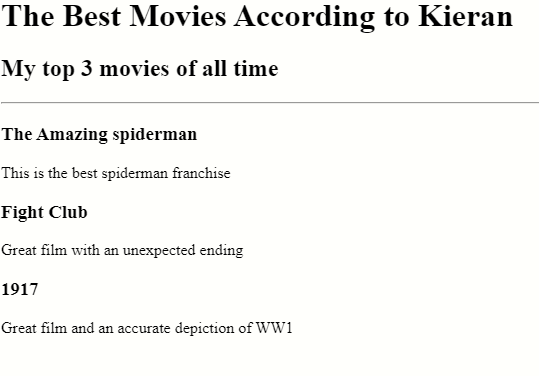 The Best Movies According to Kieran
My top 3 movies of all time
The Amazing spiderman
This is the best spiderman franchise
Fight Club
Great film with an unexpected ending
1917
Great film and an accurate depiction of WW1